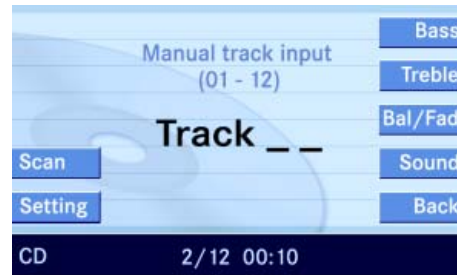 Manual track input
(01 - 12)
Track _ _
Bass
Treble
Bal/Fad
Scan
Sound
Setting
Back
CD
2/12 00:10